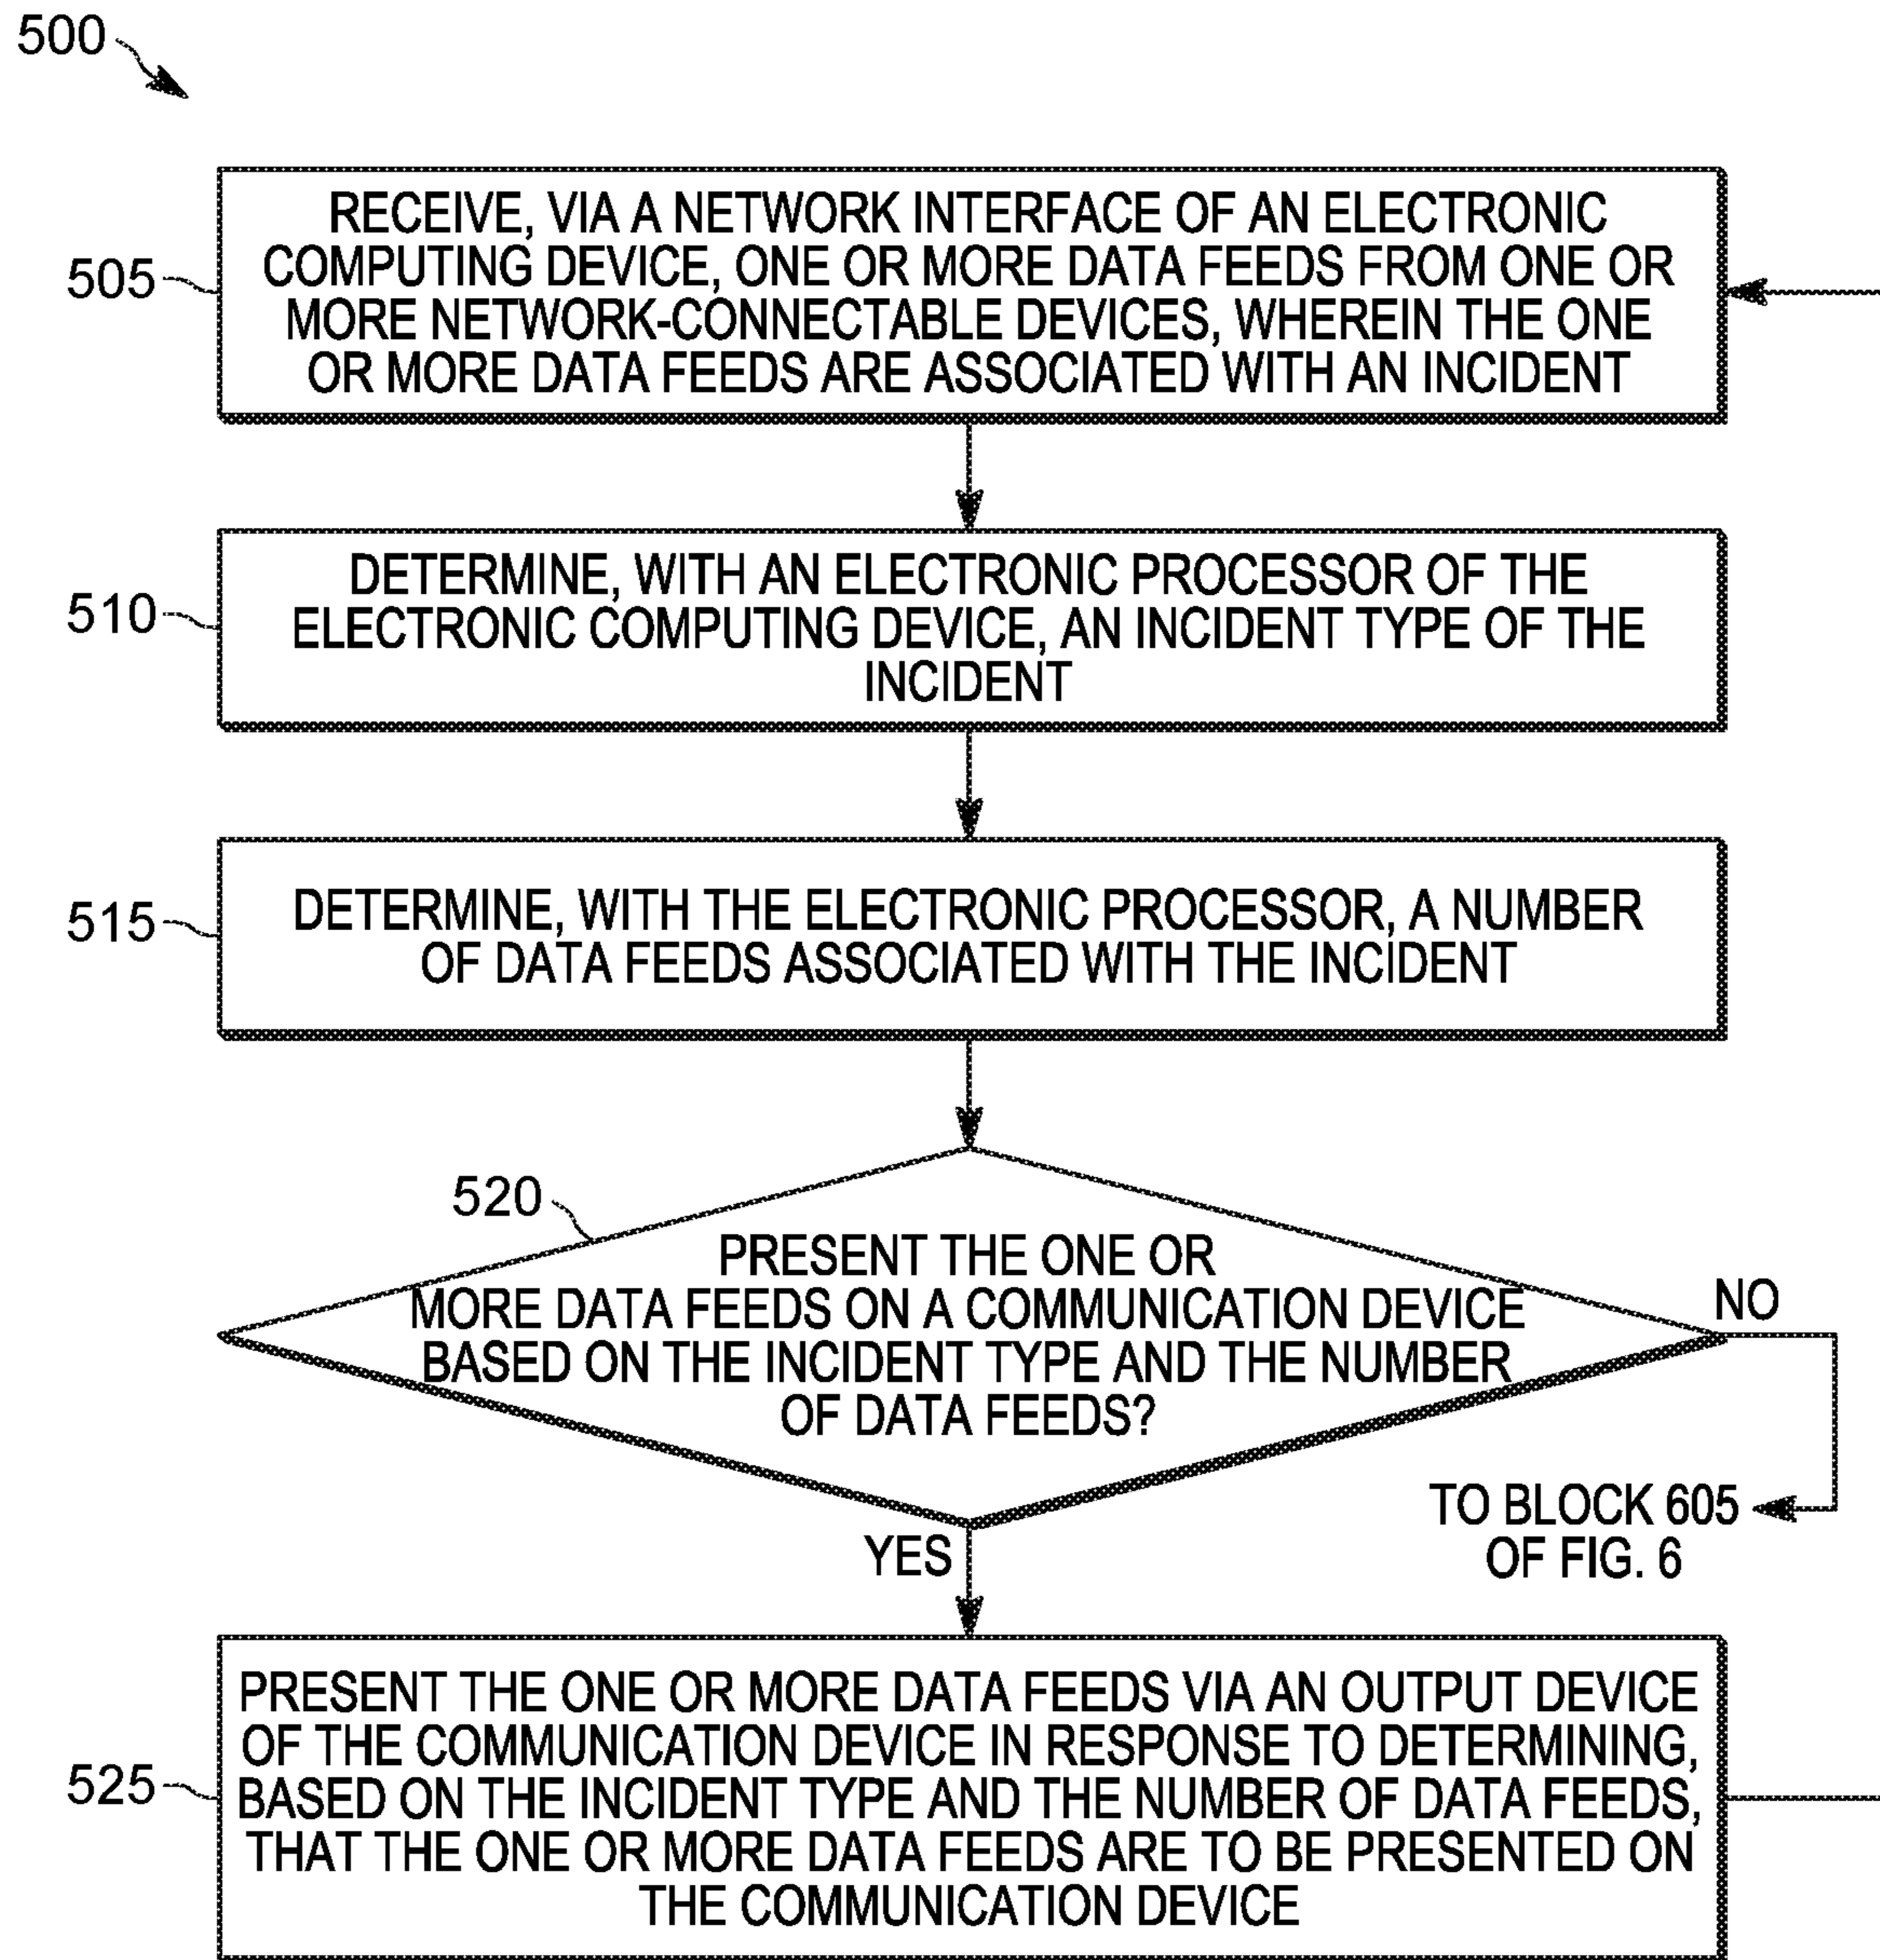 500
505
RECEIVE, VIA A NETWORK INTERFACE OF AN ELECTRONIC
COMPUTING DEVICE, ONE OR MORE DATA FEEDS FROM ONE OR
MORE NETWORK-CONNECTABLE DEVICES, WHEREIN THE ONE
OR MORE DATA FEEDS ARE ASSOCIATED WITH AN INCIDENT
510
DETERMINE, WITH AN ELECTRONIC PROCESSOR OF THE
ELECTRONIC COMPUTING DEVICE, AN INCIDENT TYPE OF THE
INCIDENT
515
DETERMINE, WITH THE ELECTRONIC PROCESSOR, A NUMBER
OF DATA FEEDS ASSOCIATED WITH THE INCIDENT
520
PRESENT THE ONE OR
MORE DATA FEEDS ON A COMMUNICATION DEVICE
BASED ON THE INCIDENT TYPE AND THE NUMBER
OF DATA FEEDS?
NO
TO BLOCK 605
OF FIG. 6
YES
525
PRESENT THE ONE OR MORE DATA FEEDS VIA AN OUTPUT DEVICE
OF THE COMMUNICATION DEVICE IN RESPONSE TO DETERMINING,
BASED ON THE INCIDENT TYPE AND THE NUMBER OF DATA FEEDS,
THAT THE ONE OR MORE DATA FEEDS ARE TO BE PRESENTED ON
THE COMMUNICATION DEVICE